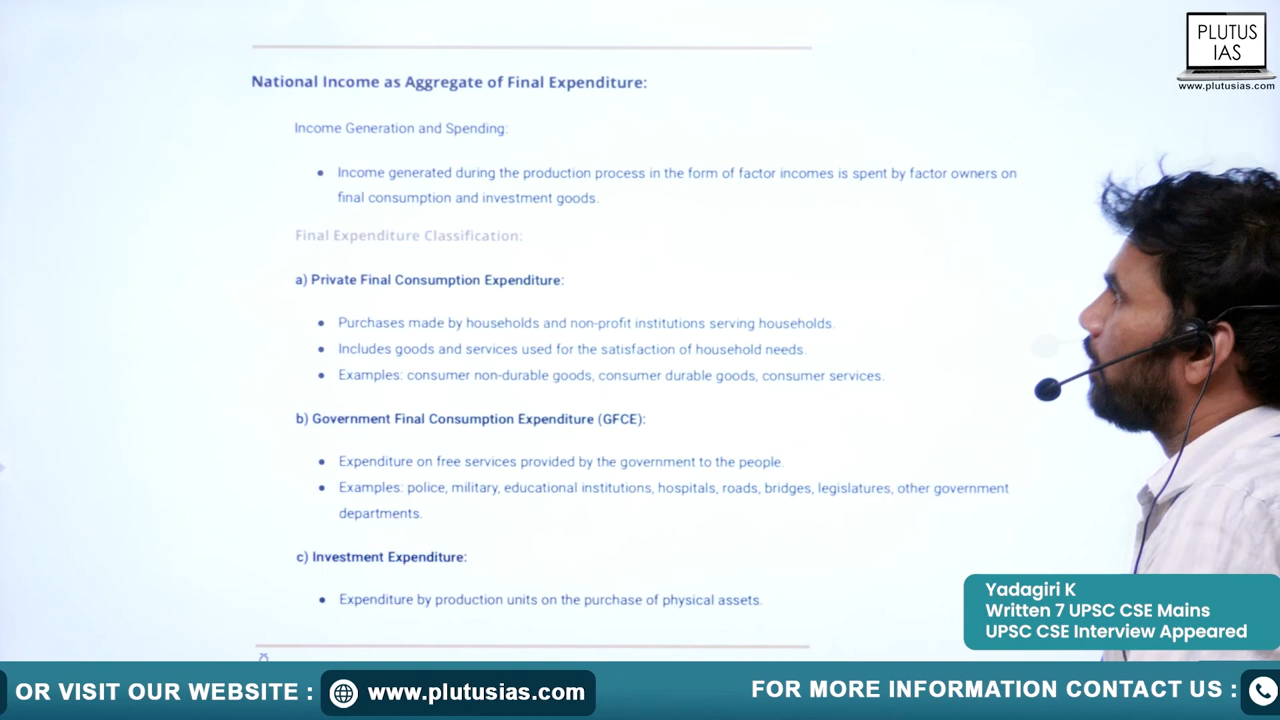 PLUTUS
IAS
www.plutusias.com
National Income as Aggregate of Final Expenditure:
Income Generation and Spending:
• Income generated during the production process in the form of factor incomes is spent by factor owners on
final consumption and investment goods.
Final Expenditure Classification:
a) Private Final Consumption Expenditure:
• Purchases made by households and non-profit institutions serving households.
• Includes goods and services used for the satisfaction of household needs.
• Examples: consumer non-durable goods, consumer durable goods, consumer services.
b) Government Final Consumption Expenditure (GFCE):
• Expenditure on free services provided by the government to the people.
• Examples: police, military, educational institutions, hospitals, roads, bridges, legislatures, other government
departments.
c) Investment Expenditure:
• Expenditure by production units on the purchase of physical assets.
Yadagiri K
Written 7 UPSC CSE Mains
UPSC CSE Interview Appeared
OR VISIT OUR WEBSITE : www.plutusias.com
FOR MORE INFORMATION CONTACT US :